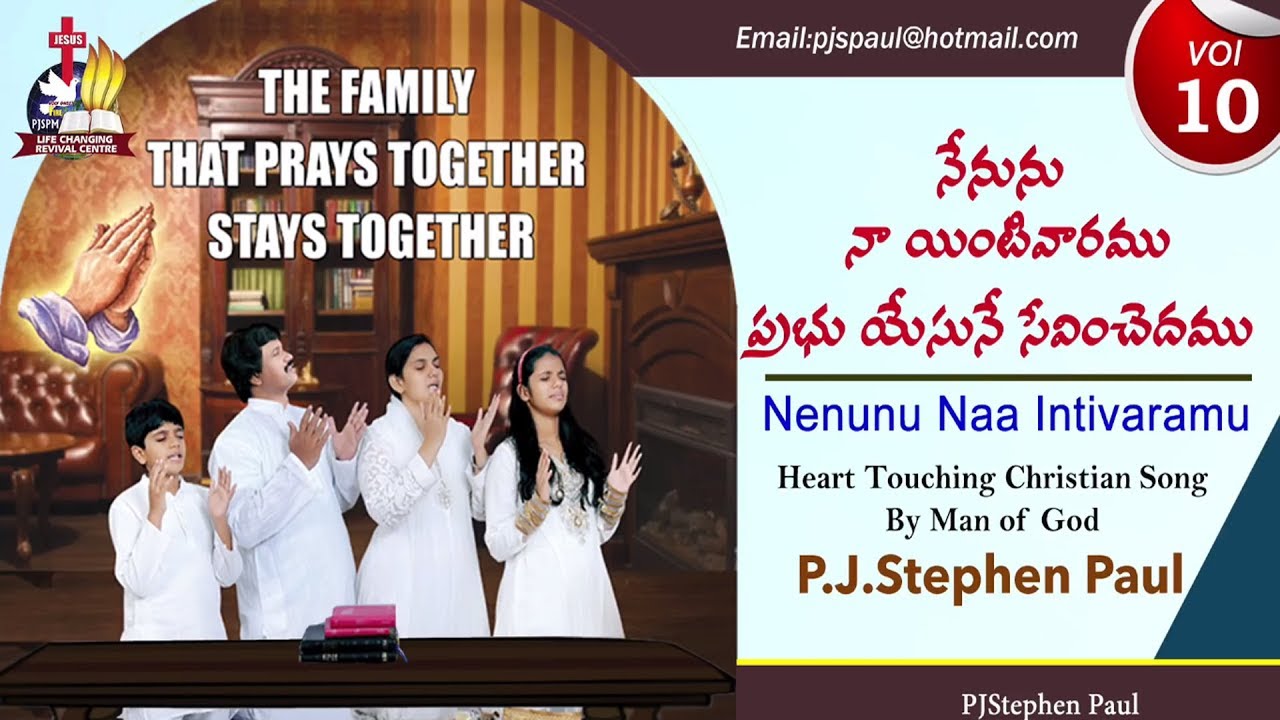 JESUS
PJSPM
LIFE CHANGING
REVIVAL CENTRE
THE FAMILY
THAT PRAYS TOGETHER
STAYS TOGETHER
Email:pjspaul@hotmail.com
VOl
10
నేనును
నా యింటివారము
ప్రభు యేసునే సేవించెదము
Nenunu Naa Intivaramu
Heart Touching Christian Song
By Man of God
P.J.Stephen Paul
PJStephen Paul